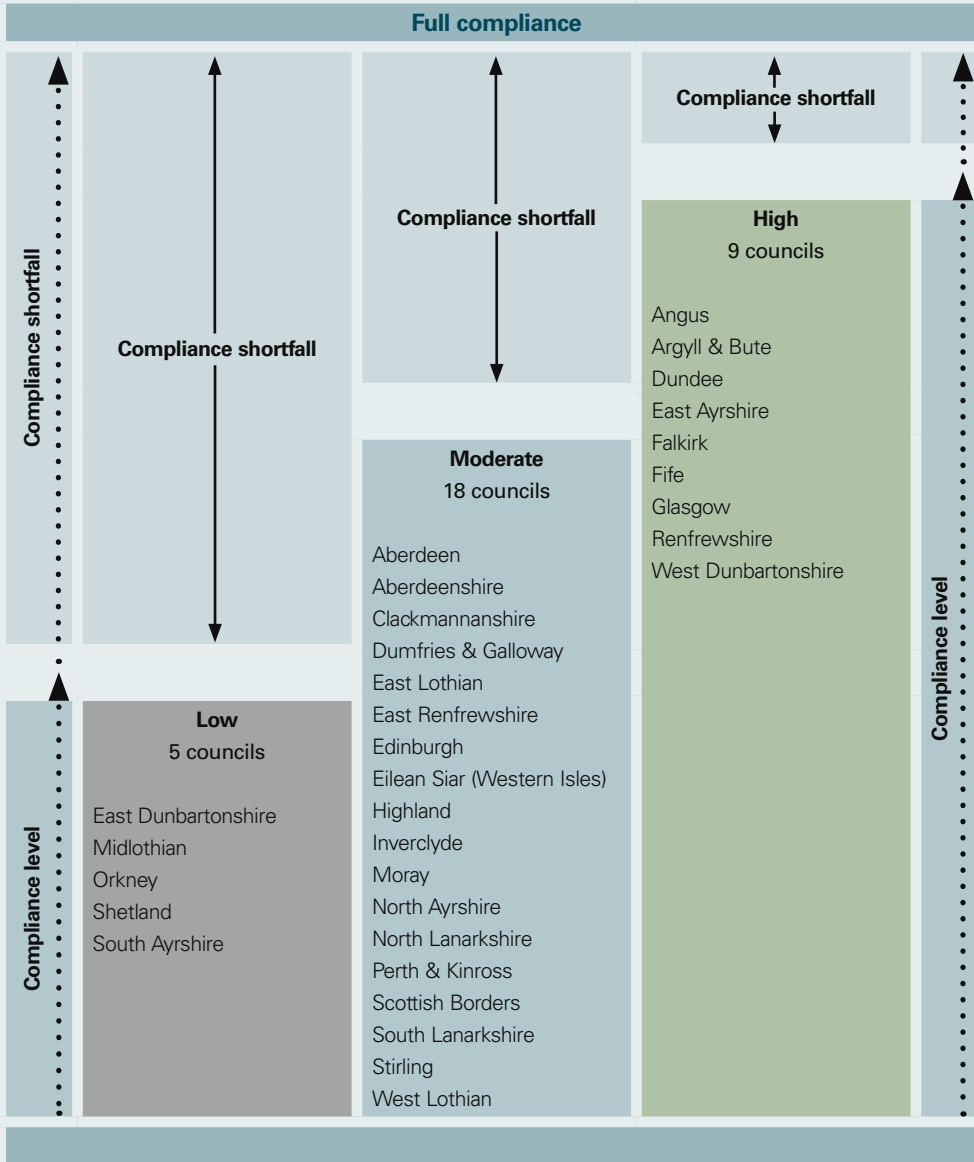 Full compliance
Compliance shortfall
Compliance level
Compliance shortfall
Low
5 councils
East Dunbartonshire
Midlothian
Orkney
Shetland
South Ayrshire
Compliance shortfall
Moderate
18 councils
Aberdeen
Aberdeenshire
Clackmannanshire
Dumfries & Galloway
East Lothian
East Renfrewshire
Edinburgh
Eilean Siar (Western Isles)
Highland
Inverclyde
Moray
North Ayrshire
North Lanarkshire
Perth & Kinross
Scottish Borders
South Lanarkshire
Stirling
West Lothian
Compliance shortfall
High
9 councils
Angus
Argyll & Bute
Dundee
East Ayrshire
Falkirk
Fife
Glasgow
Renfrewshire
West Dunbartonshire
Compliance level